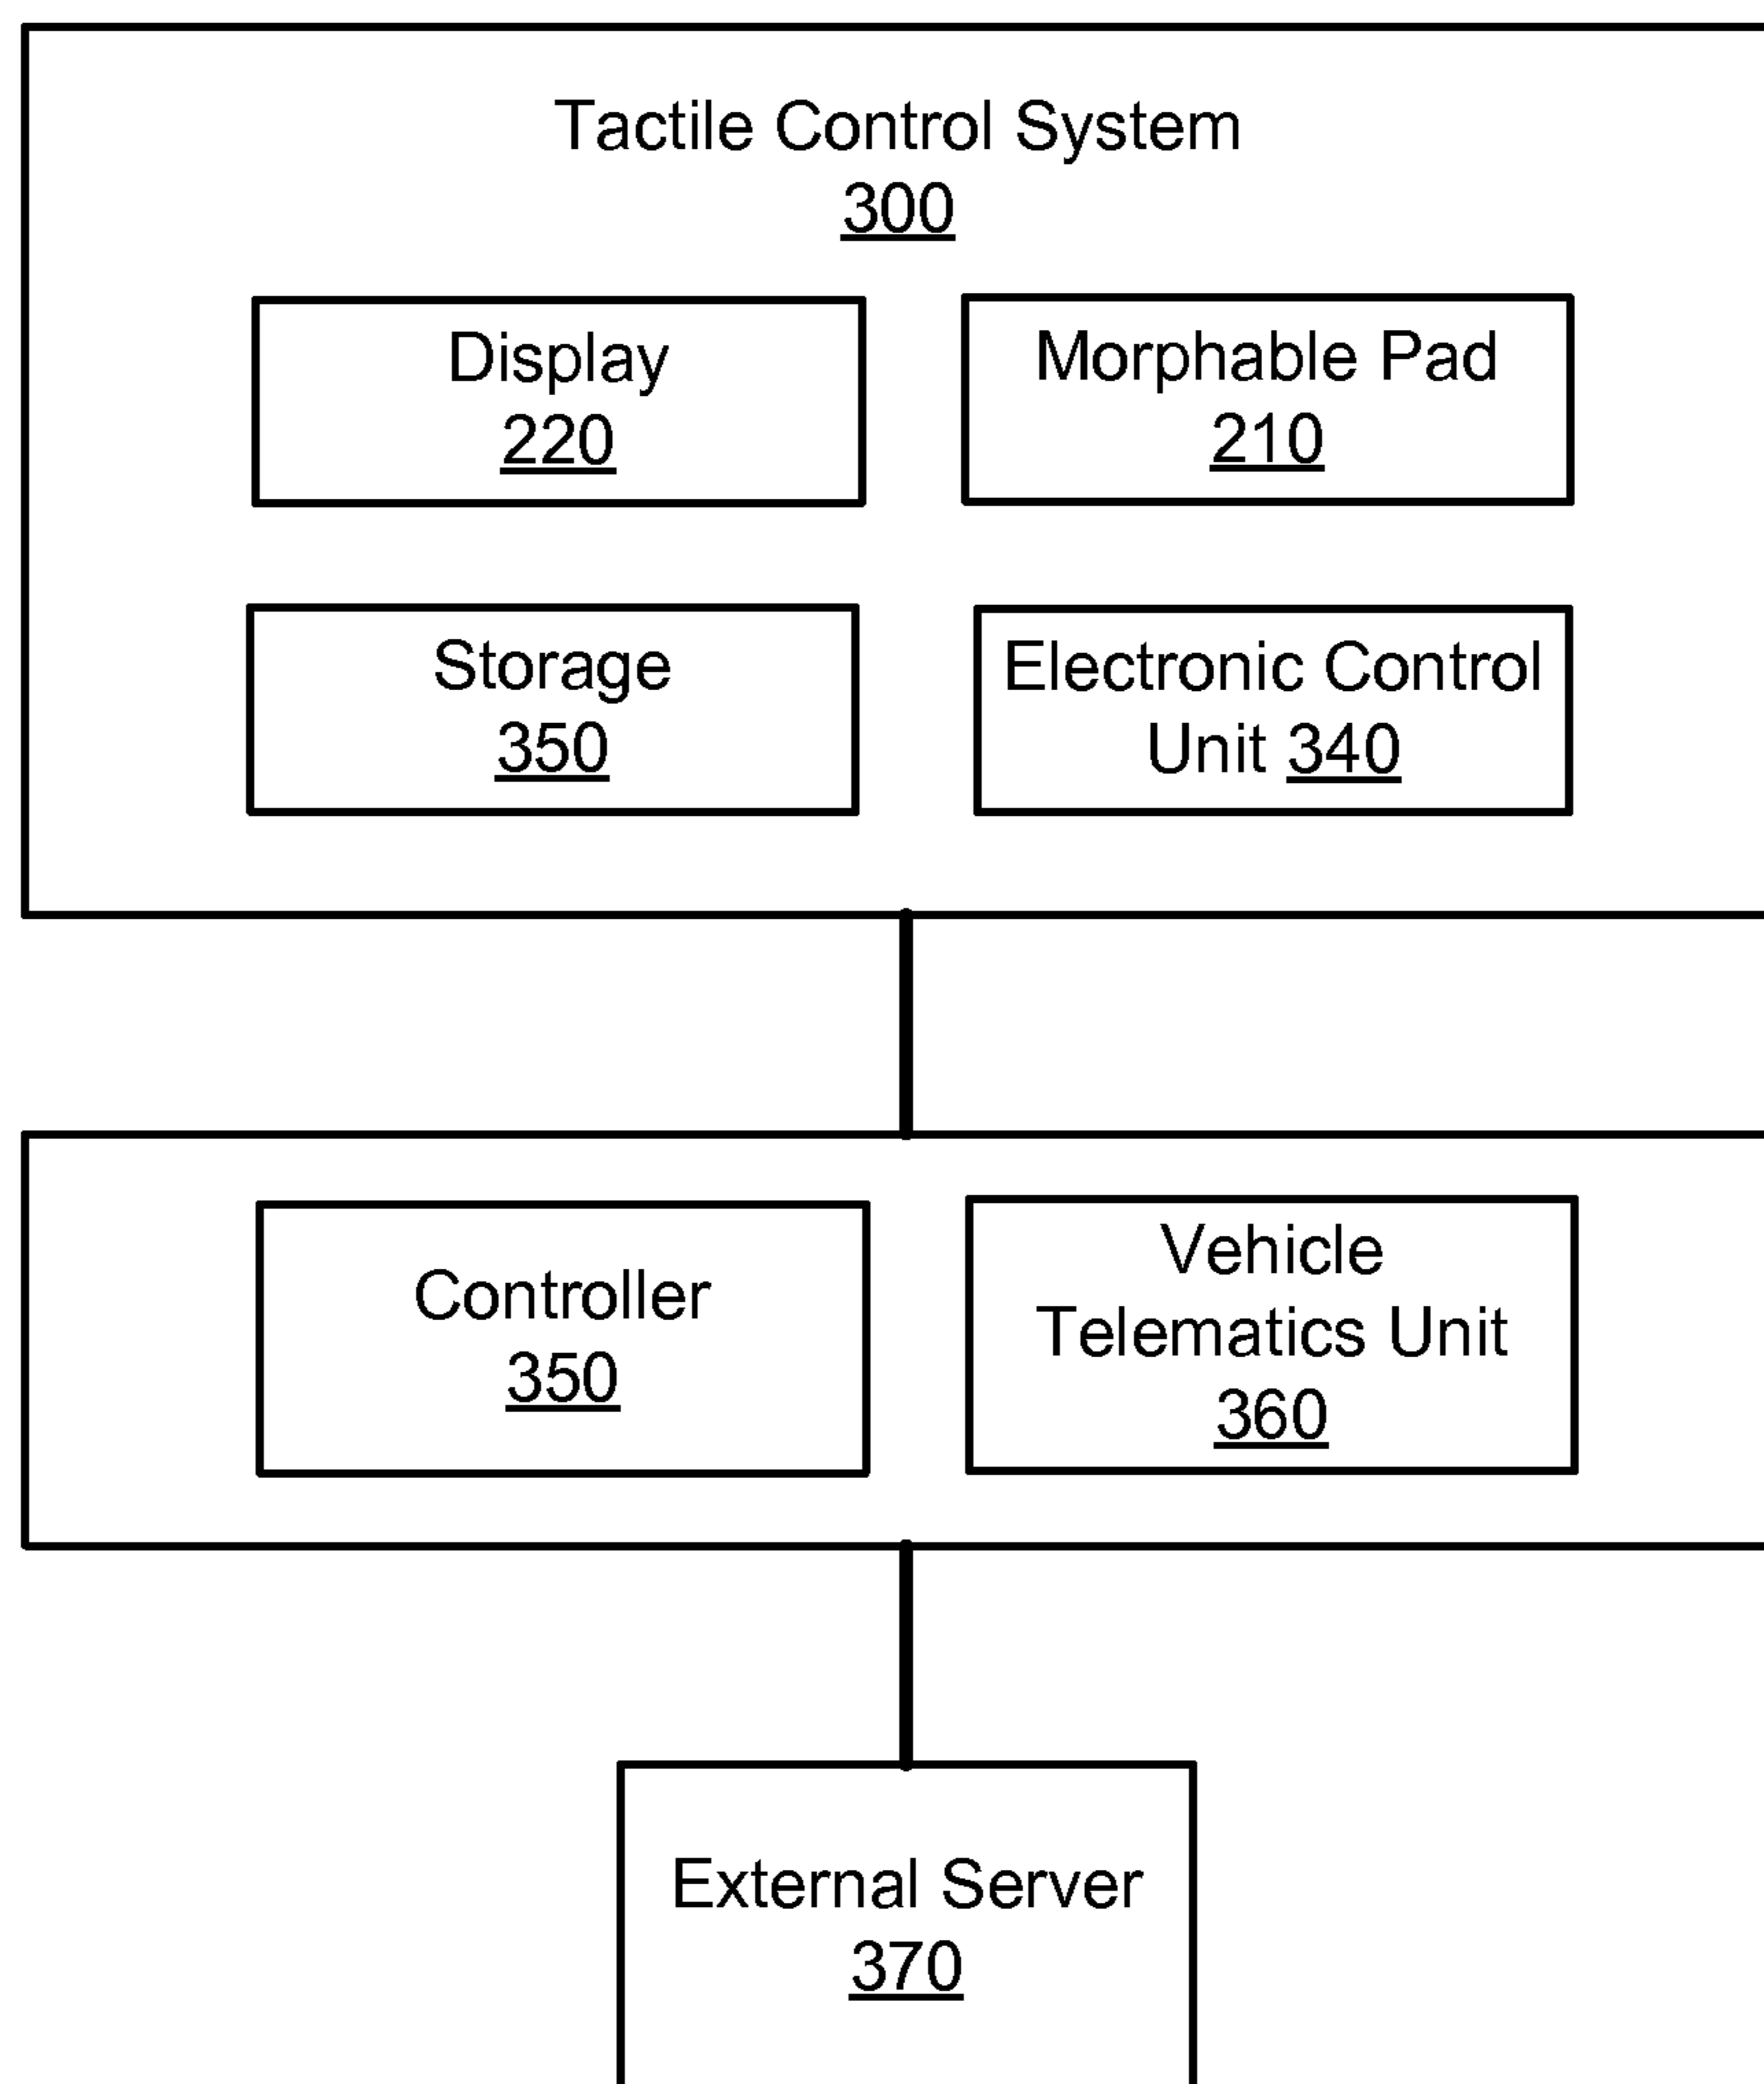 Tactile Control System
300
Display
220
Morphable Pad
210
Storage
350
Electronic Control
Unit 340
Controller
350
Vehicle
Telematics Unit
360
External Server
370